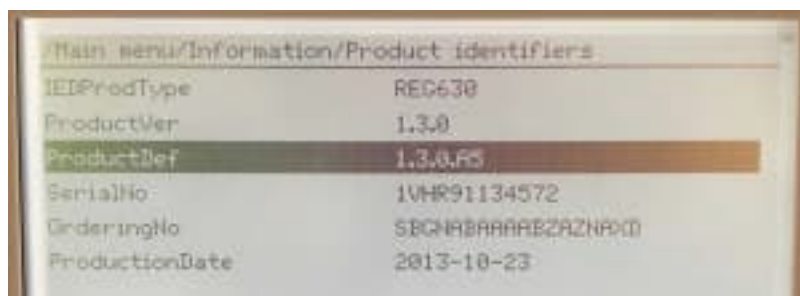 /Main menu/Information/Product identifiers
IEDProdType REG630
ProductVer 1.3.0
ProductDef 1.3.0.A5
SerialNo 1VHR91134572
OrderingNo
ProductionDate 2013-10-23